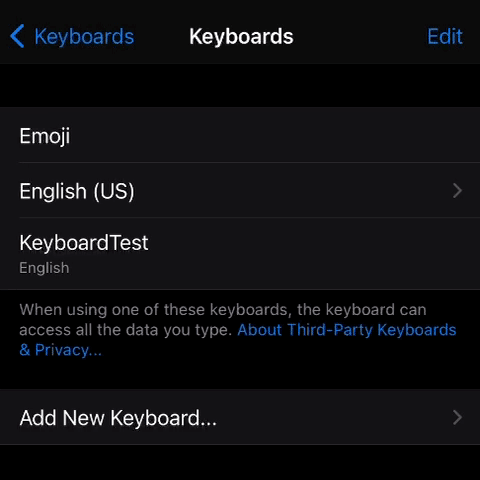 Keyboards Keyboards Edit
Emoji
English (US)
KeyboardTest
English
When using one of these keyboards, the keyboard can
access all the data you type. About Third-Party Keyboards
& Privacy...
Add New Keyboard...